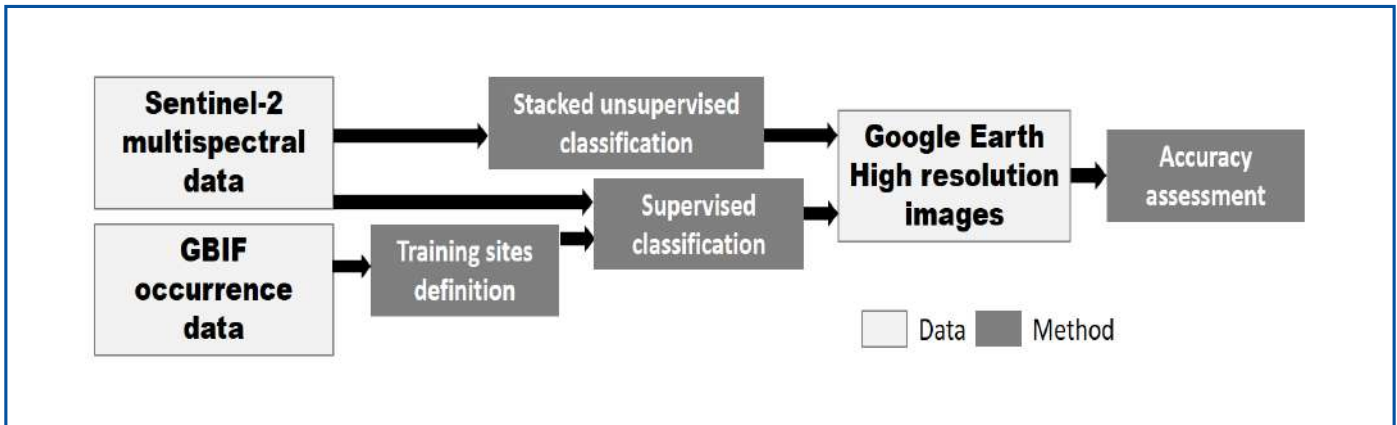 Sentinel-2
multispectral
data
Stacked unsupervised
classification
Google Earth
High resolution
images
Accuracy
assessment
Supervised
classification
GBIF
occurrence
data
Training sites
definition
Data
Method